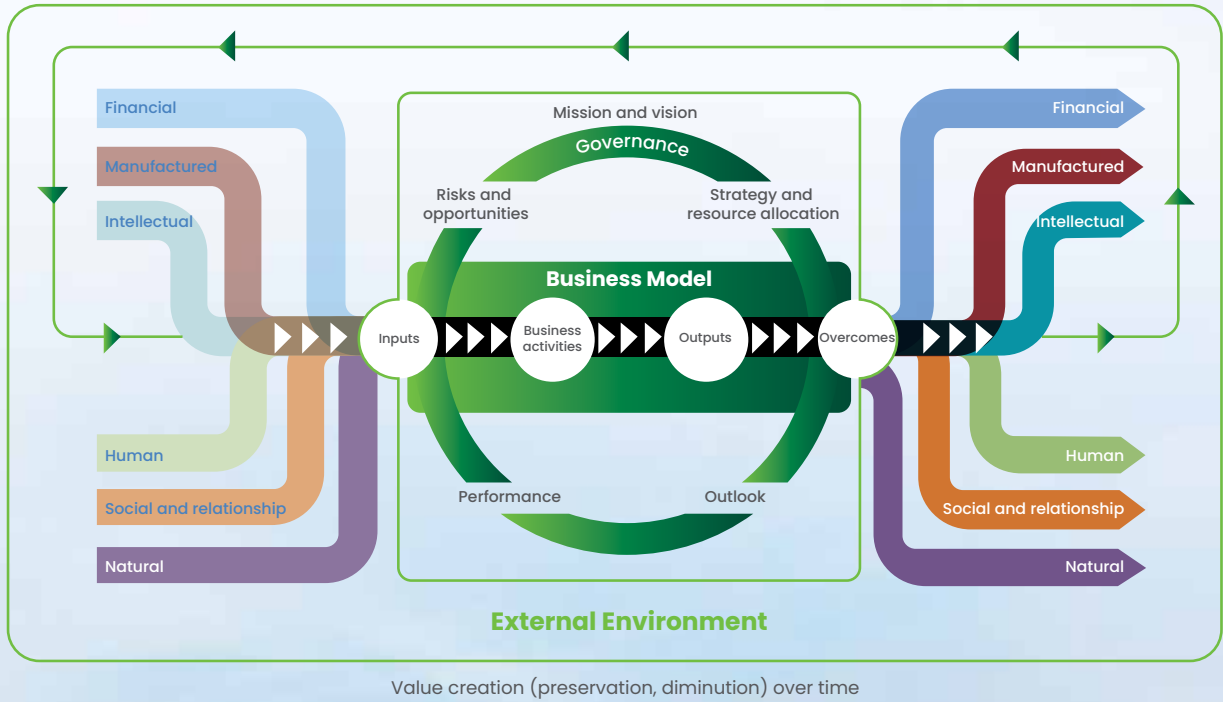 Financial
Manufactured
Intellectual
Human
Social and relationship
Natural
Mission and vision
Governance
Risks and
opportunities
Strategy and
resource allocation
Business Model
Inputs
Business
activities
Outputs
Overcomes
Performance
Outlook
Financial
Manufactured
Intellectual
Human
Social and relationship
Natural
External Environment
Value creation (preservation, diminution) over time